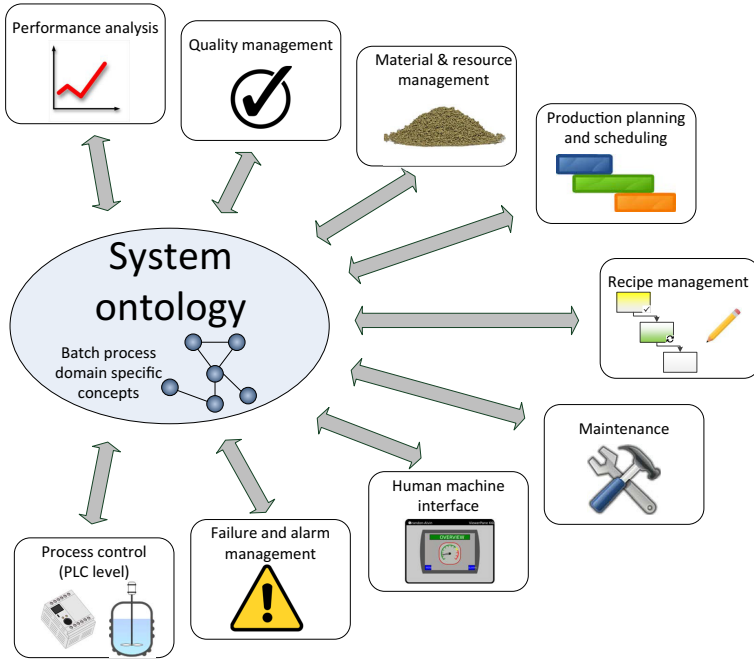 Performance analysis
Quality management
Material & resource
management
Production planning
and scheduling
System
ontology
Batch process
domain specific
concepts
Recipe management
Maintenance
Human machine
interface
OVERVIEW
Failure and alarm
management
Process control
(PLC level)